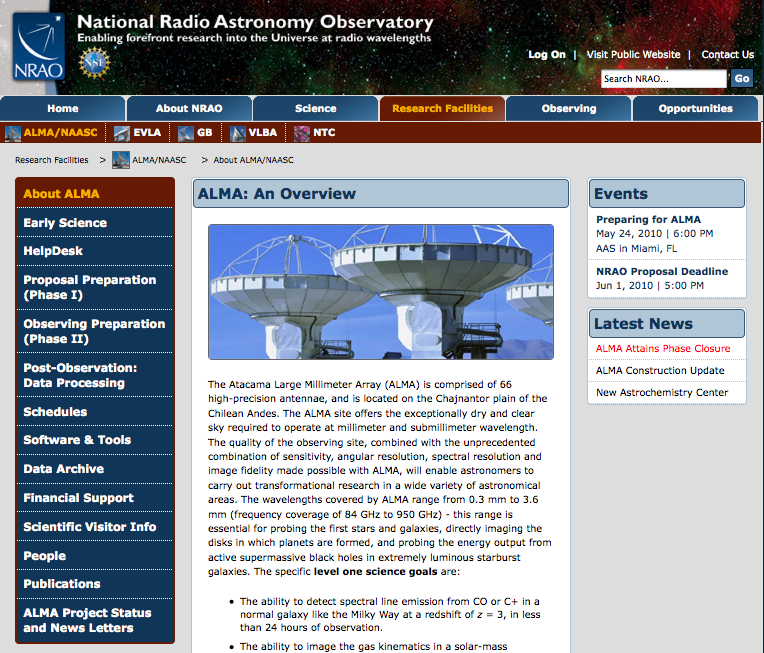 National Radio Astronomy Observatory
Enabling forefront research into the Universe at radio wavelengths
NRAO
NSF
Log On | Visit Public Website | Contact Us
Search NRAO... Go
Home About NRAO Science Research Facilities Observing Opportunities
ALMA/NAASC EVLA GB VLBA NTC
Research Facilities > ALMA/NAASC > About ALMA/NAASC
About ALMA
Early Science
HelpDesk
Proposal Preparation
(Phase I)
Observing Preparation
(Phase II)
Post-Observation:
Data Processing
Schedules
Software & Tools
Data Archive
Financial Support
Scientific Visitor Info
People
Publications
ALMA Project Status
and News Letters
ALMA: An Overview
The Atacama Large Millimeter Array (ALMA) is comprised of 66
high-precision antennae, and is located on the Chajnantor plain of the
Chilean Andes. The ALMA site offers the exceptionally dry and clear
sky required to operate at millimeter and submillimeter wavelength.
The quality of the observing site, combined with the unprecedented
combination of sensitivity, angular resolution, spectral resolution and
image fidelity made possible with ALMA, will enable astronomers to
carry out transformational research in a wide variety of astronomical
areas. The wavelengths covered by ALMA range from 0.3 mm to 3.6
mm (frequency coverage of 84 GHz to 950 GHz) - this range is
essential for probing the first stars and galaxies, directly imaging the
disks in which planets are formed, and probing the energy output from
active supermassive black holes in extremely luminous starburst
galaxies. The specific level one science goals are:
• The ability to detect spectral line emission from CO or C+ in a
normal galaxy like the Milky Way at a redshift of z = 3, in less
than 24 hours of observation.
• The ability to image the gas kinematics in a solar-mass
Events
Preparing for ALMA
May 24, 2010 | 6:00 PM
AAS in Miami, FL
NRAO Proposal Deadline
Jun 1, 2010 | 5:00 PM
Latest News
ALMA Attains Phase Closure
ALMA Construction Update
New Astrochemistry Center